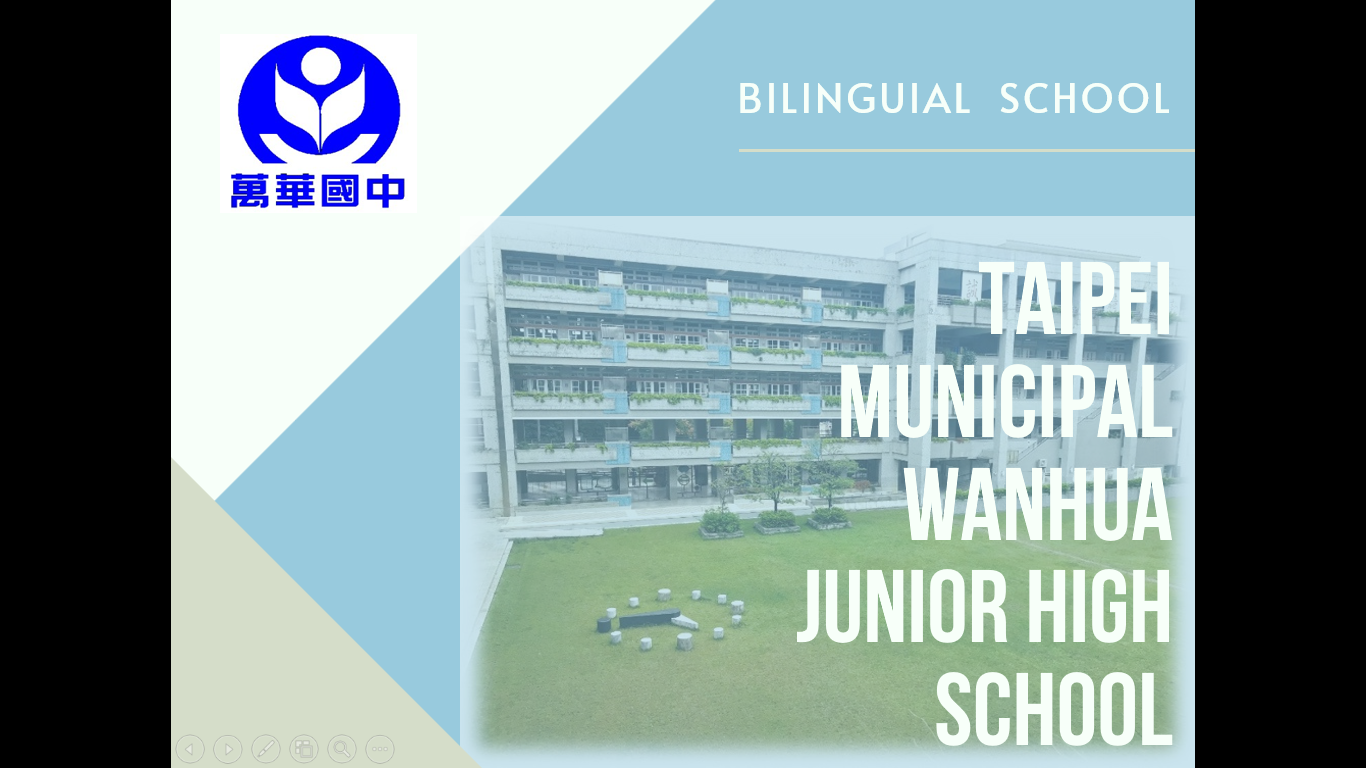 萬華國中
BILINGUIAL SCHOOL
TAIPEI
MUNICIPAL
WANHUA
JUNIOR HIGH
SCHOOL